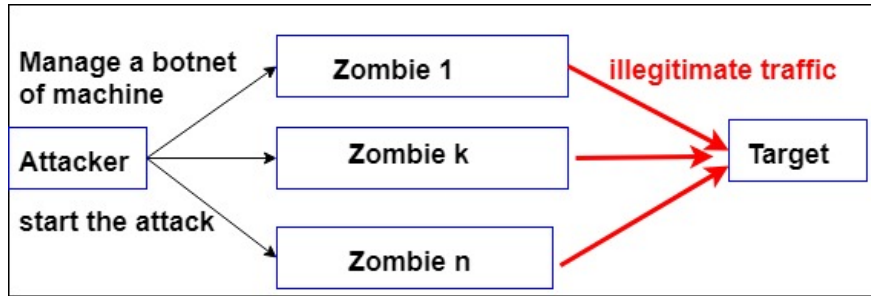 Manage a botnet
of machine
Attacker
start the attack
Zombie 1
Zombie k
Zombie n
illegitimate traffic
Target